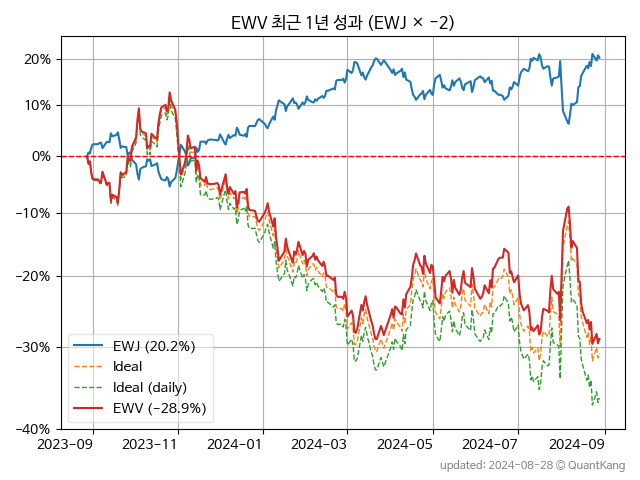 EWV 최근 1년 성과 (EWJ × −2)
20%
10%
0%
−10%
−20%
−30%
−40%
EWJ (20.2%)
Ideal
Ideal (daily)
EWV (−28.9%)
2023-09
2023-11
2024-01
2024-03
2024-05
2024-07
2024-09
updated: 2024-08-28 © QuantKang